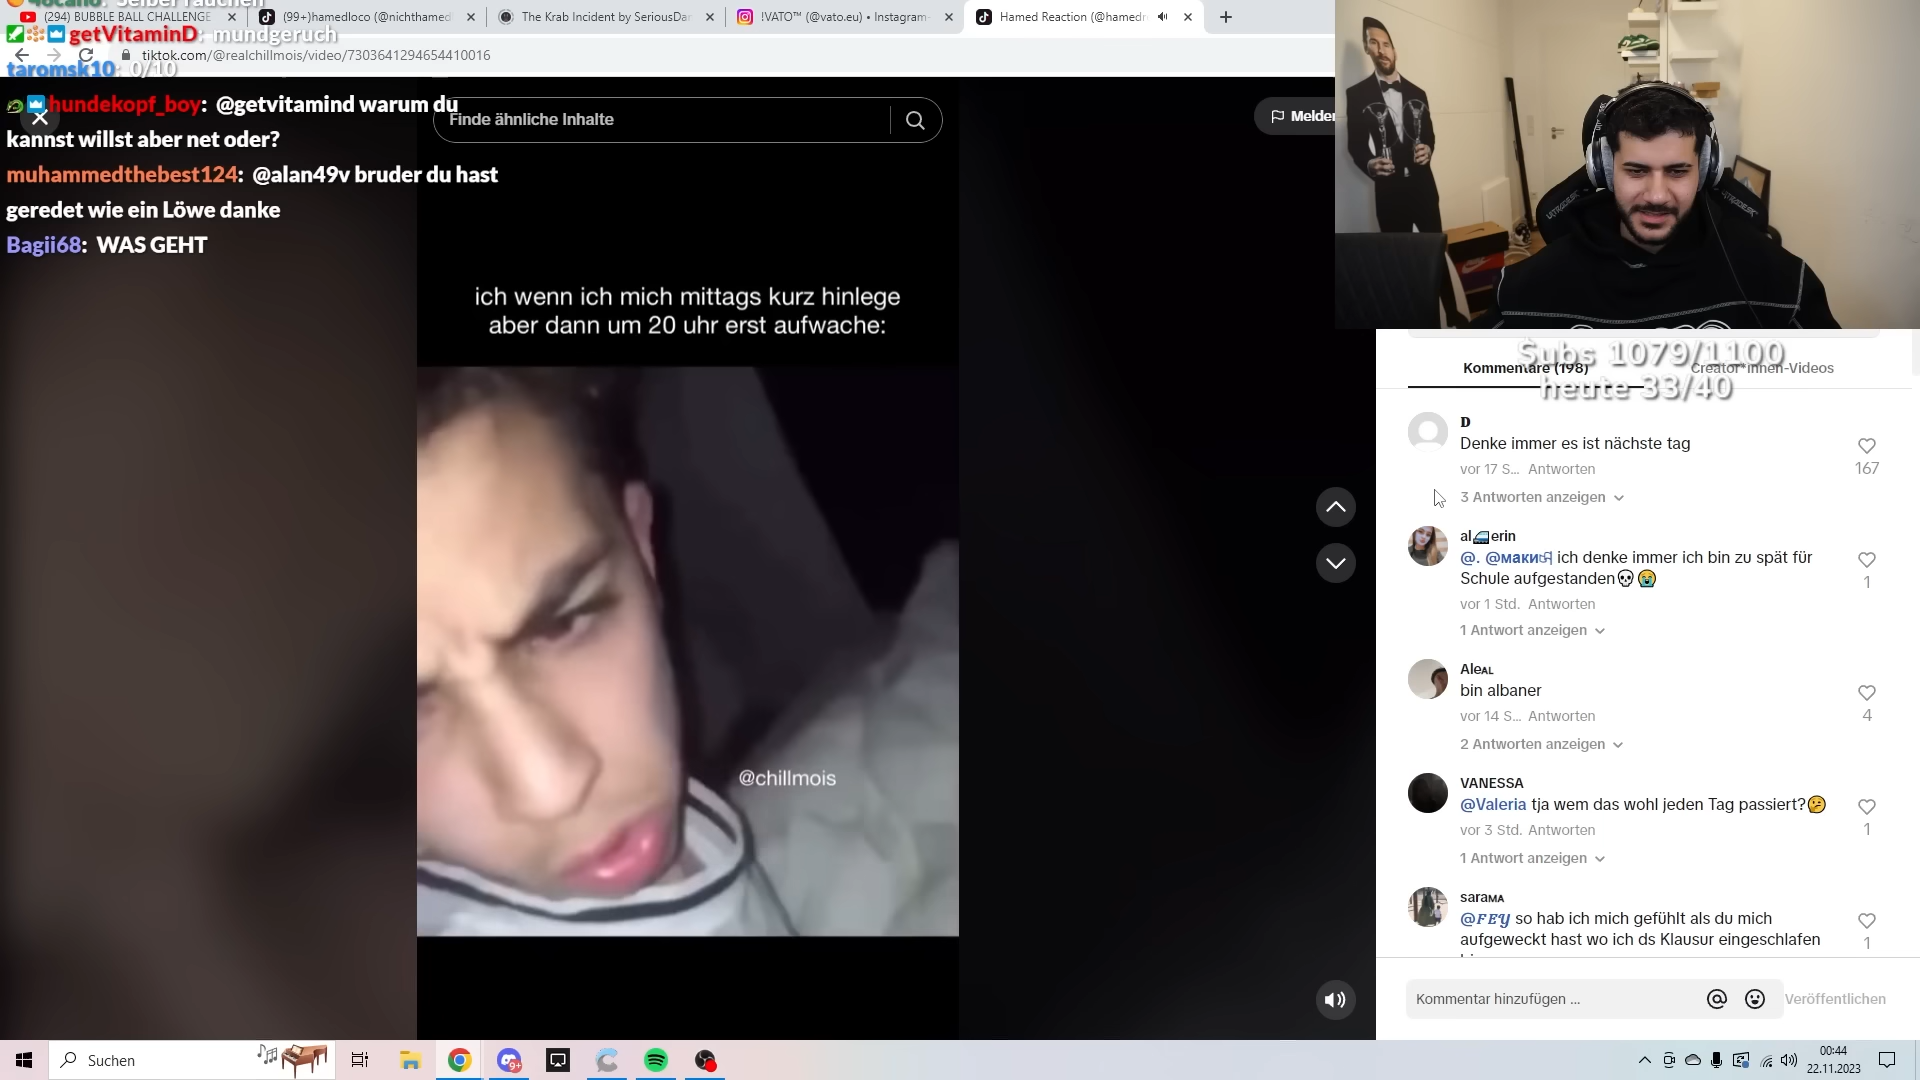 (294) BUBBLE BALL CHALLENGE
(99+)hamedloco (@nichthamed
The Krab Incident by SeriousDar
!VATO™ (@vato.eu) • Instagram-
Hamed Reaction (@hamedr
tiktok.com/@realchillmois/video/7303641294654410016
getVitaminD: mundgeruch
taromsk10: 0/10
hundekopf_boy: @getvitamind warum du
kannst willst aber net oder?
muhammedthebest124: @alan49v bruder du hast
geredet wie ein Löwe danke
Bagii68: WAS GEHT
Finde ähnliche Inhalte
Melden
ich wenn ich mich mittags kurz hinlege
aber dann um 20 uhr erst aufwache:
@chillmois
Subs 1079/1100
heute 33/40
Kommentare (198)
Creator*innen-Videos
D
Denke immer es ist nächste tag
167
vor 17 S... Antworten
3 Antworten anzeigen
al🚄erin
ich denke immer ich bin zu spät für
Schule aufgestanden💀😭
1
vor 1 Std. Antworten
1 Antwort anzeigen
Aleᴀʟ
bin albaner
4
vor 14 S... Antworten
2 Antworten anzeigen
VANESSA
@Valeria tja wem das wohl jeden Tag passiert?🤔
1
vor 3 Std. Antworten
1 Antwort anzeigen
saraᴍᴀ
@𝑭𝑬𝒀 so hab ich mich gefühlt als du mich
aufgeweckt hast wo ich ds Klausur eingeschlafen
1
Kommentar hinzufügen ...
Veröffentlichen
Suchen
9+
00:44
22.11.2023